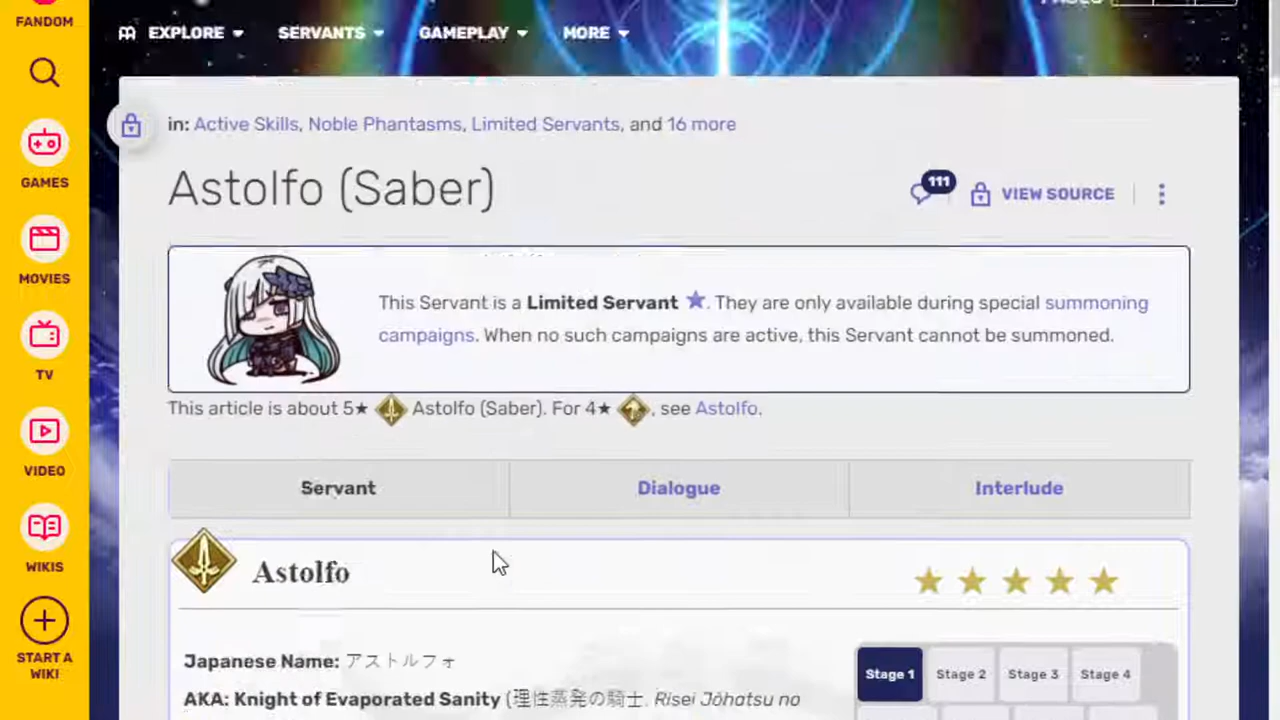 FANDOM
EXPLORE
SERVANTS
GAMEPLAY
MORE
GAMES
MOVIES
TV
VIDEO
WIKIS
START A
WIKI
in: Active Skills, Noble Phantasms, Limited Servants, and 16 more
Astolfo (Saber)
111
VIEW SOURCE
This Servant is a Limited Servant ★. They are only available during special summoning
campaigns. When no such campaigns are active, this Servant cannot be summoned.
This article is about 5★ Astolfo (Saber). For 4★ , see Astolfo.
Servant
Dialogue
Interlude
Astolfo
★ ★ ★ ★ ★
Japanese Name: アストルフォ
AKA: Knight of Evaporated Sanity (理性蒸発の騎士, Risei Jōhatsu no
Stage 1
Stage 2
Stage 3
Stage 4